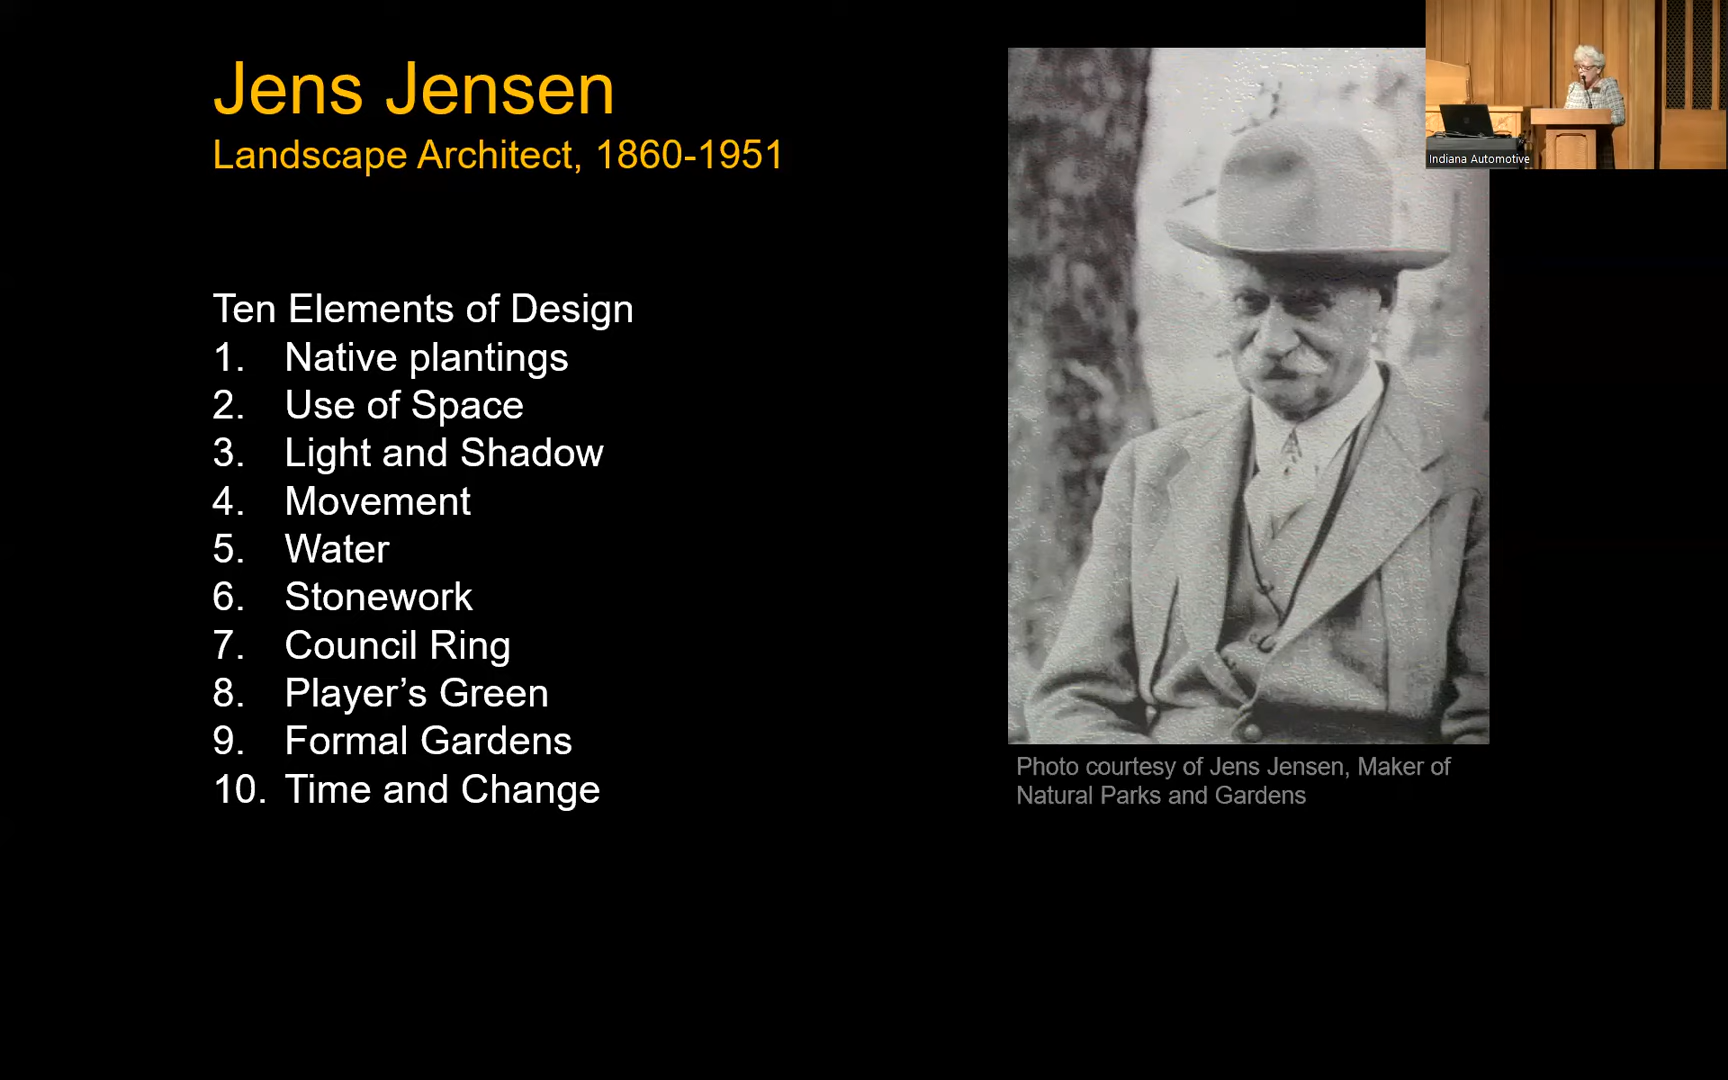 Jens Jensen
Landscape Architect, 1860-1951
Ten Elements of Design
1. Native plantings
2. Use of Space
3. Light and Shadow
4. Movement
5. Water
6. Stonework
7. Council Ring
8. Player’s Green
9. Formal Gardens
10. Time and Change
Indiana Automotive
Photo courtesy of Jens Jensen, Maker of
Natural Parks and Gardens